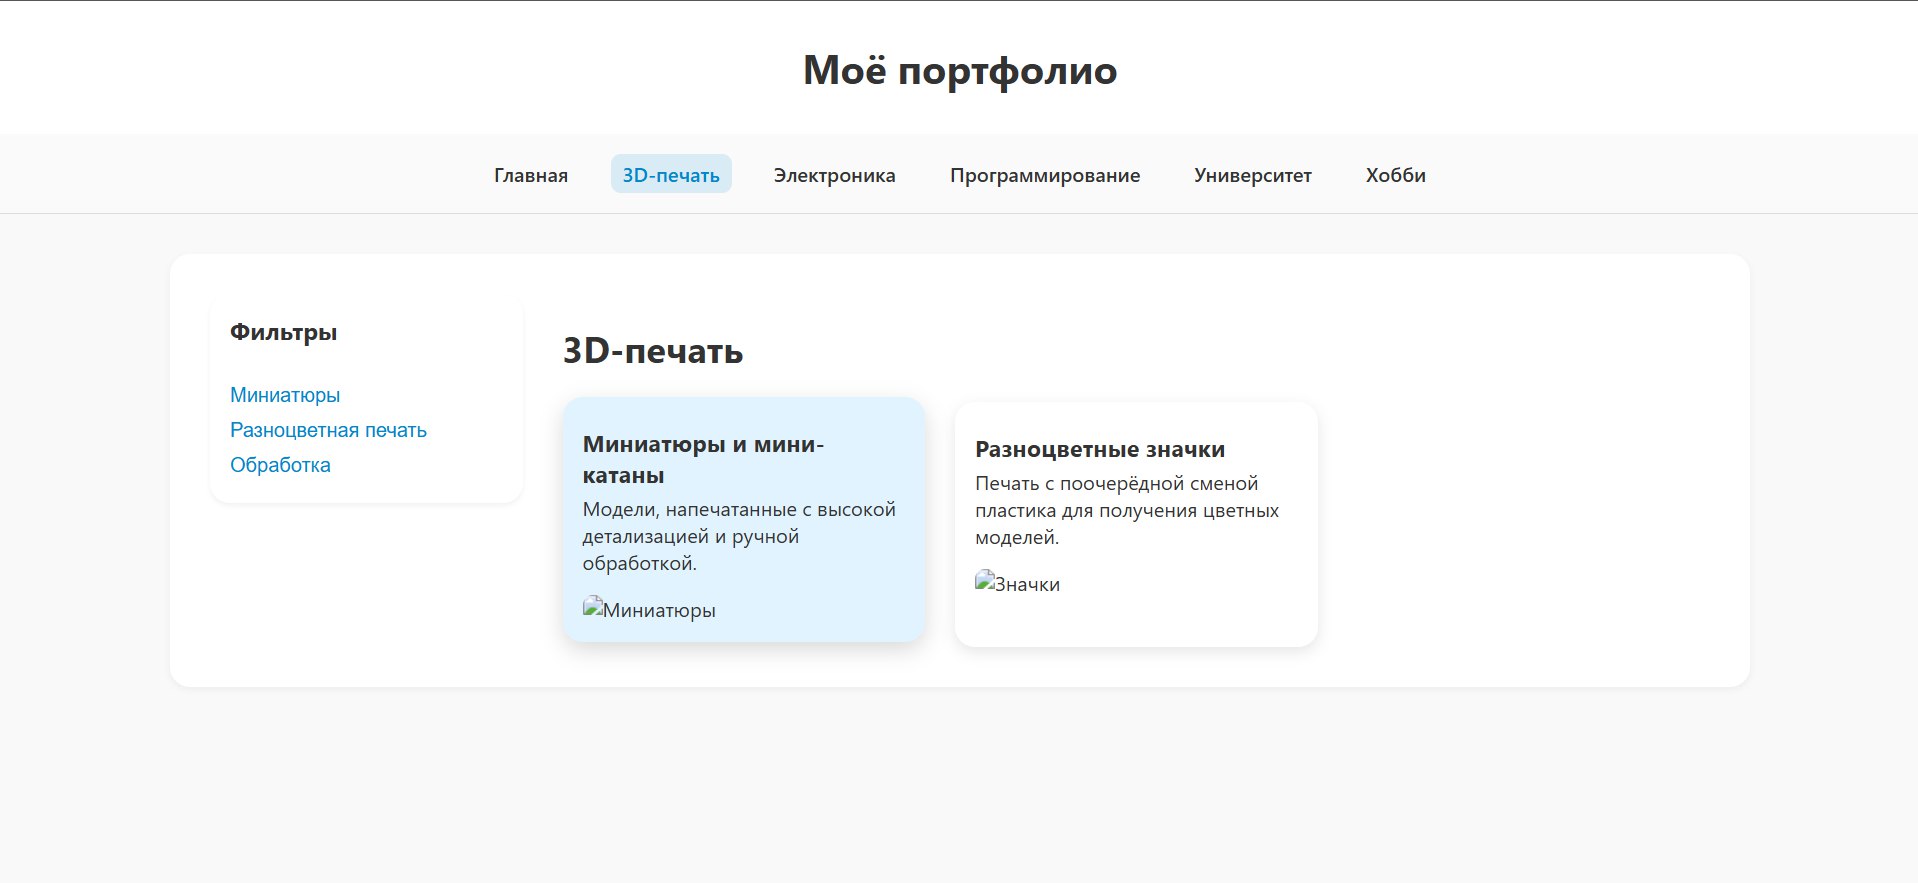 Моё портфолио
Главная 3D-печать Электроника Программирование Университет Хобби
Фильтры
Миниатюры
Разноцветная печать
Обработка
3D-печать
Миниатюры и мини-
катаны
Модели, напечатанные с высокой
детализацией и ручной
обработкой.
Миниатюры
Разноцветные значки
Печать с поочерёдной сменой
пластика для получения цветных
моделей.
Значки